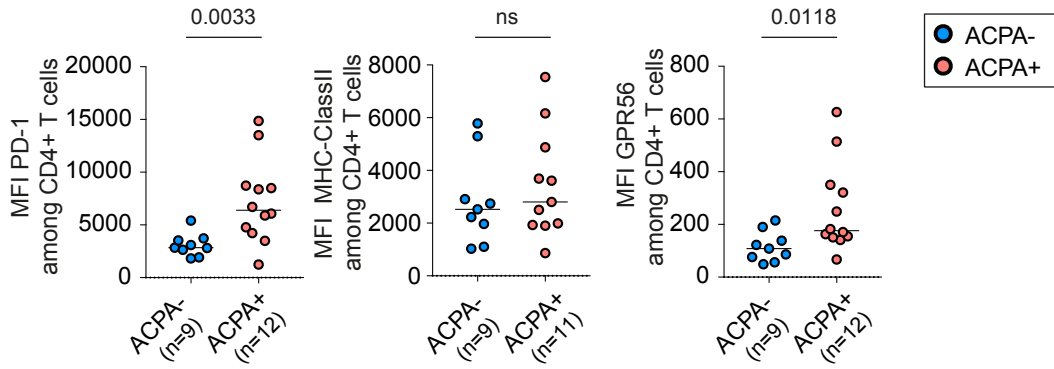 0.0033
ns
0.0118
ACPA-
ACPA+
MFI PD-1
among CD4+ T cells
20000
15000
10000
5000
0
ACPA-
(n=9)
ACPA+
(n=12)
MFI  MHC-ClassII
among CD4+ T cells
8000
6000
4000
2000
0
ACPA-
(n=9)
ACPA+
(n=11)
MFI GPR56
among CD4+ T cells
800
600
400
200
0
ACPA-
(n=9)
ACPA+
(n=12)